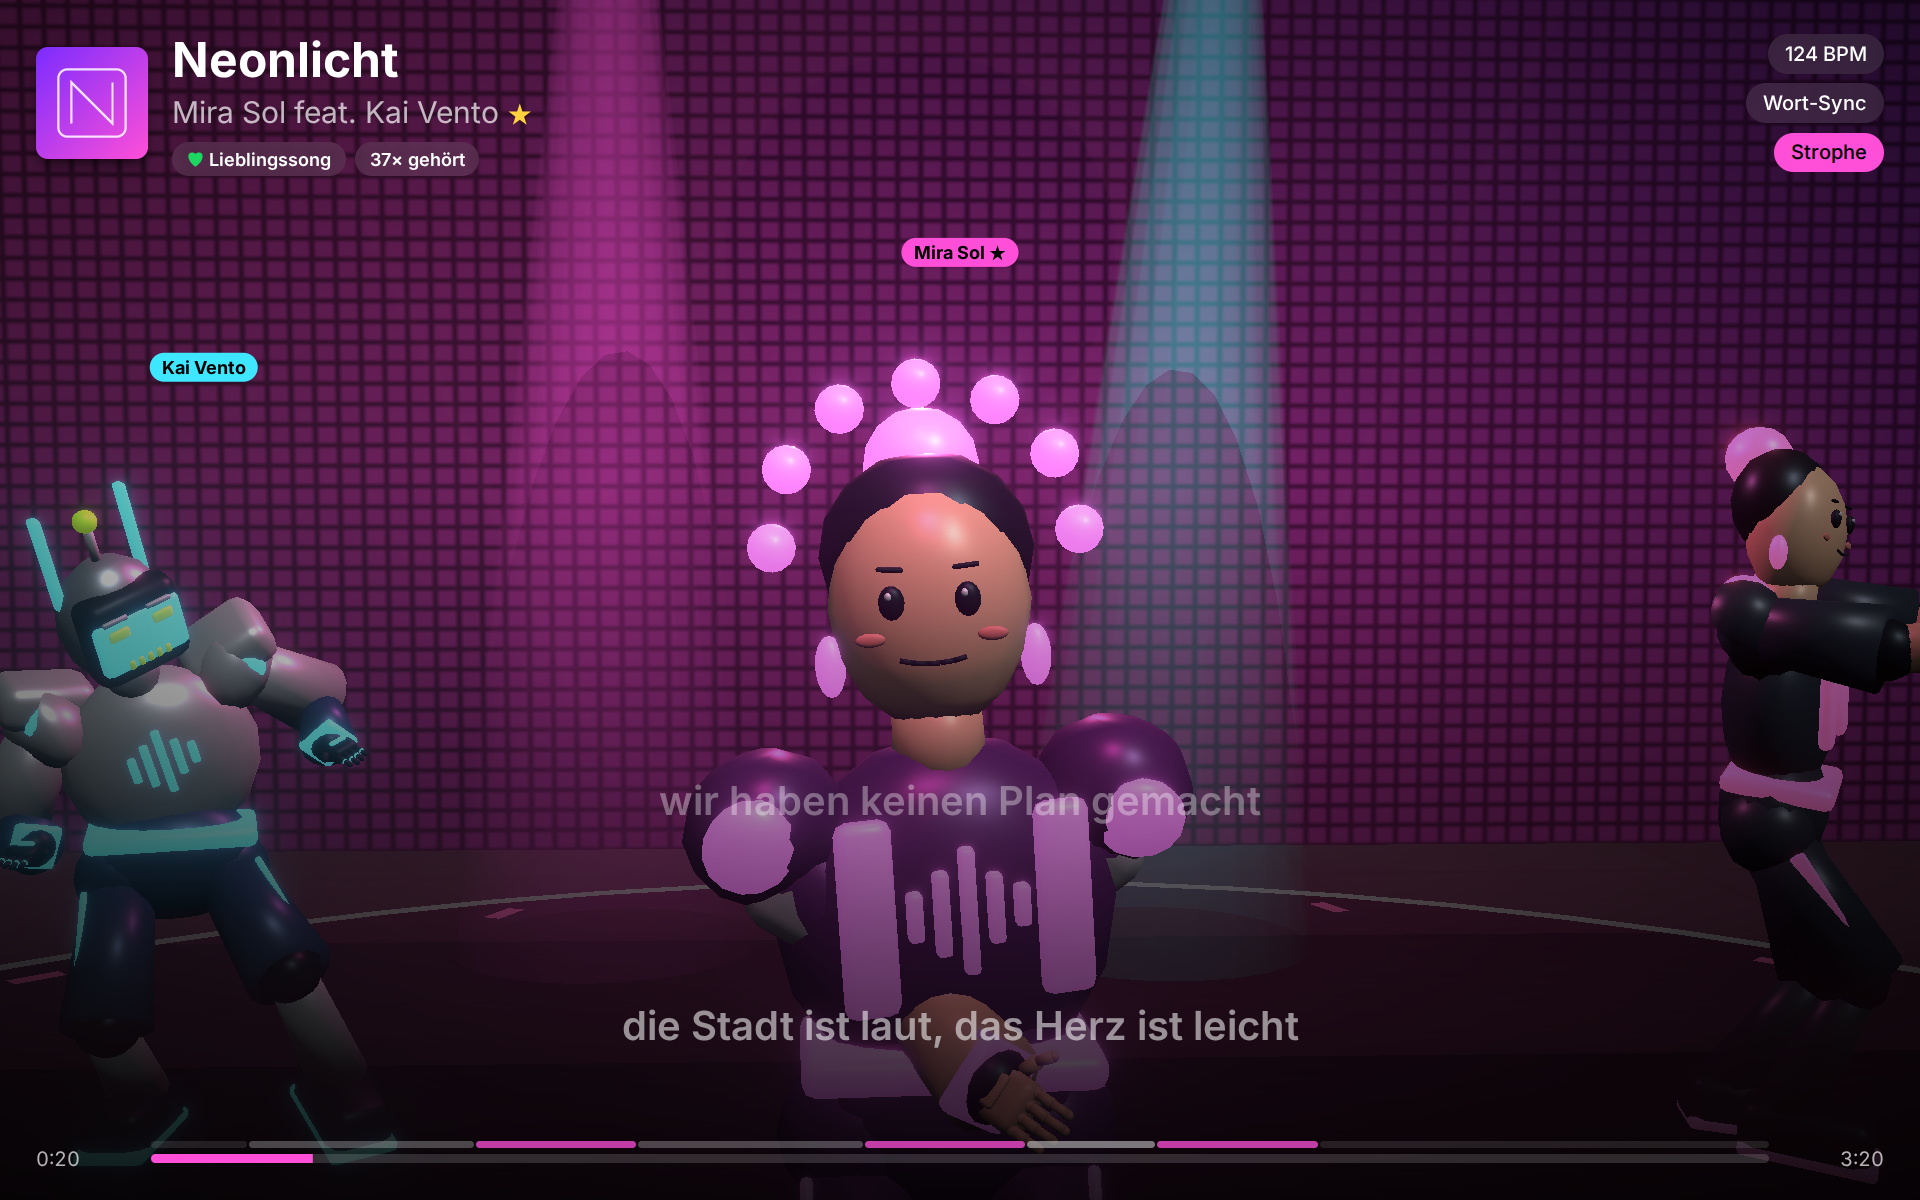 Neonlicht
Mira Sol feat. Kai Vento ★
Lieblingssong
37× gehört
124 BPM
Wort-Sync
Strophe
Mira Sol ★
Kai Vento
wir haben keinen Plan gemacht
die Stadt ist laut, das Herz ist leicht
0:20
3:20